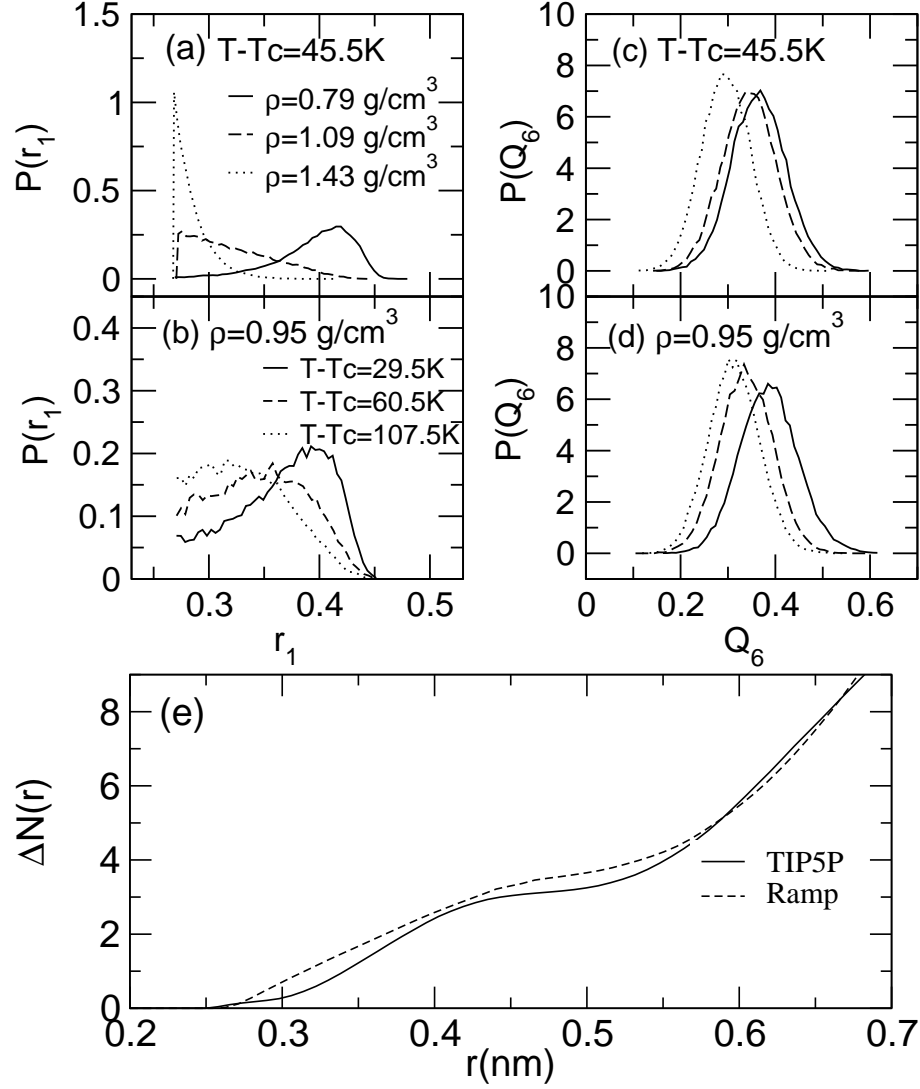 (a) T-Tc=45.5K
ρ=0.79 g/cm³
ρ=1.09 g/cm³
ρ=1.43 g/cm³
P(r₁)
1.5
1
0.5
0
(c) T-Tc=45.5K
P(Q₆)
10
8
6
4
2
0
(b) ρ=0.95 g/cm³
T-Tc=29.5K
T-Tc=60.5K
T-Tc=107.5K
P(r₁)
0.4
0.3
0.2
0.1
0
0.3 0.4 0.5
r₁
(d) ρ=0.95 g/cm³
P(Q₆)
10
8
6
4
2
0
0 0.2 0.4 0.6
Q₆
(e)
ΔN(r)
8
6
4
2
0
TIP5P
Ramp
0.2 0.3 0.4 0.5 0.6 0.7
r(nm)